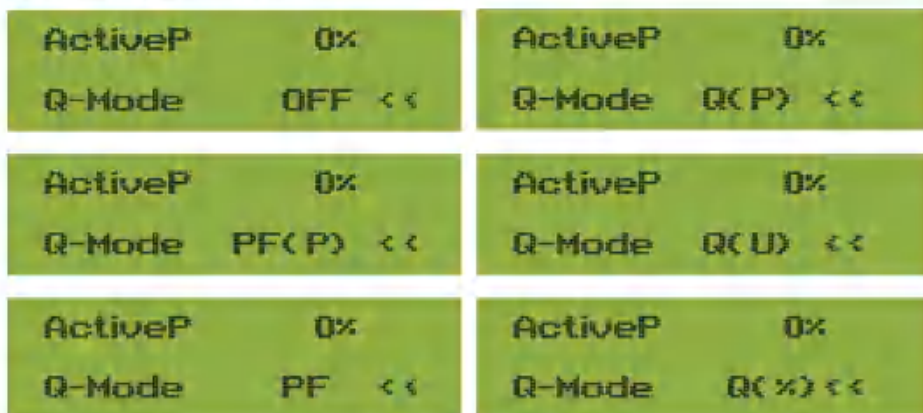 ActiveP 0%
Q-Mode OFF <<
ActiveP 0%
Q-Mode Q(P) <<
ActiveP 0%
Q-Mode PF(P) <<
ActiveP 0%
Q-Mode Q(U) <<
ActiveP 0%
Q-Mode PF <<
ActiveP 0%
Q-Mode Q(%)<<